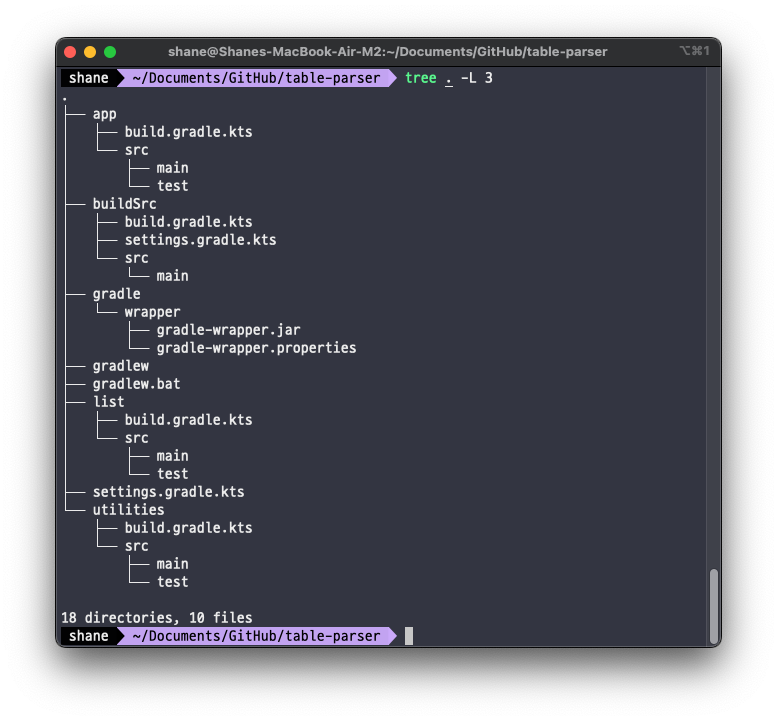 shane@Shanes-MacBook-Air-M2:~/Documents/GitHub/table-parser ⌥⌘1
shane ~/Documents/GitHub/table-parser tree . -L 3
.
├── app
│   ├── build.gradle.kts
│   └── src
│       ├── main
│       └── test
├── buildSrc
│   ├── build.gradle.kts
│   ├── settings.gradle.kts
│   └── src
│       └── main
├── gradle
│   └── wrapper
│       ├── gradle-wrapper.jar
│       └── gradle-wrapper.properties
├── gradlew
├── gradlew.bat
├── list
│   ├── build.gradle.kts
│   └── src
│       ├── main
│       └── test
├── settings.gradle.kts
└── utilities
    ├── build.gradle.kts
    └── src
        ├── main
        └── test
18 directories, 10 files
shane ~/Documents/GitHub/table-parser